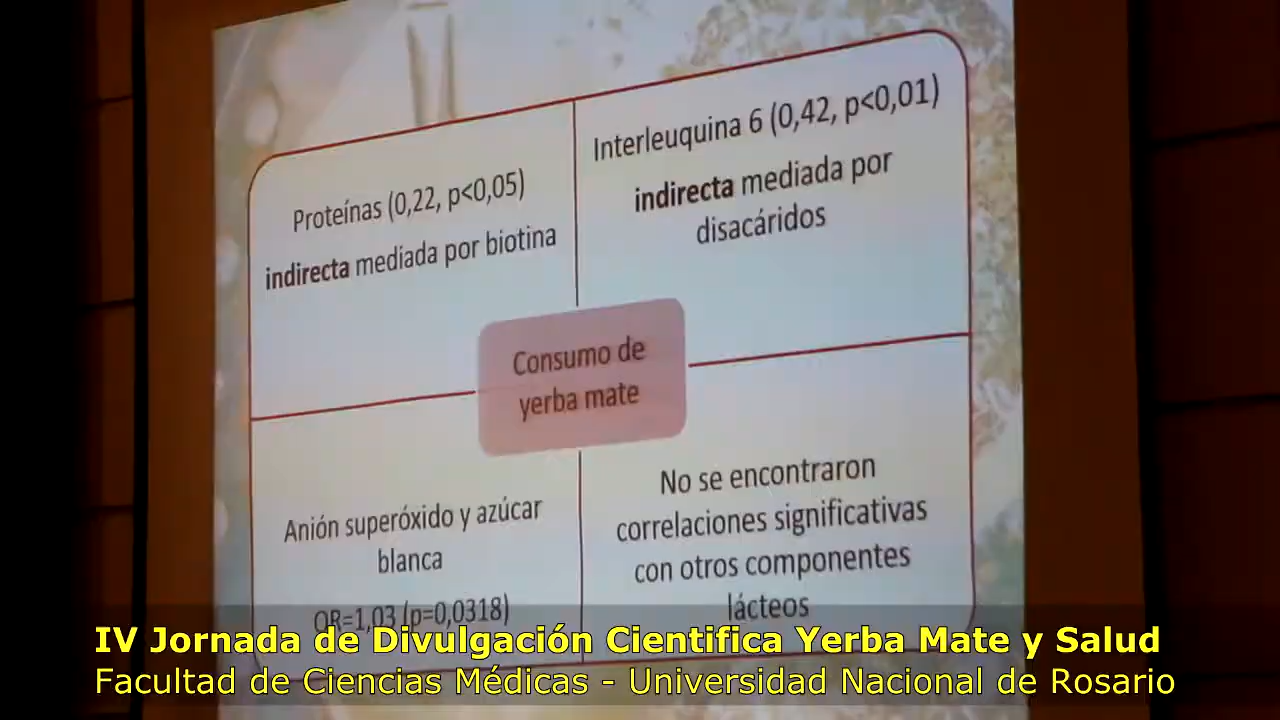 Proteínas (0,22, p<0,05)
indirecta mediada por biotina
Interleuquina 6 (0,42, p<0,01)
indirecta mediada por
disacáridos
Consumo de
yerba mate
Anión superóxido y azúcar
blanca
OR=1,03 (p=0,0318)
No se encontraron
correlaciones significativas
con otros componentes
lácteos
IV Jornada de Divulgación Cientifica Yerba Mate y Salud
Facultad de Ciencias Médicas - Universidad Nacional de Rosario